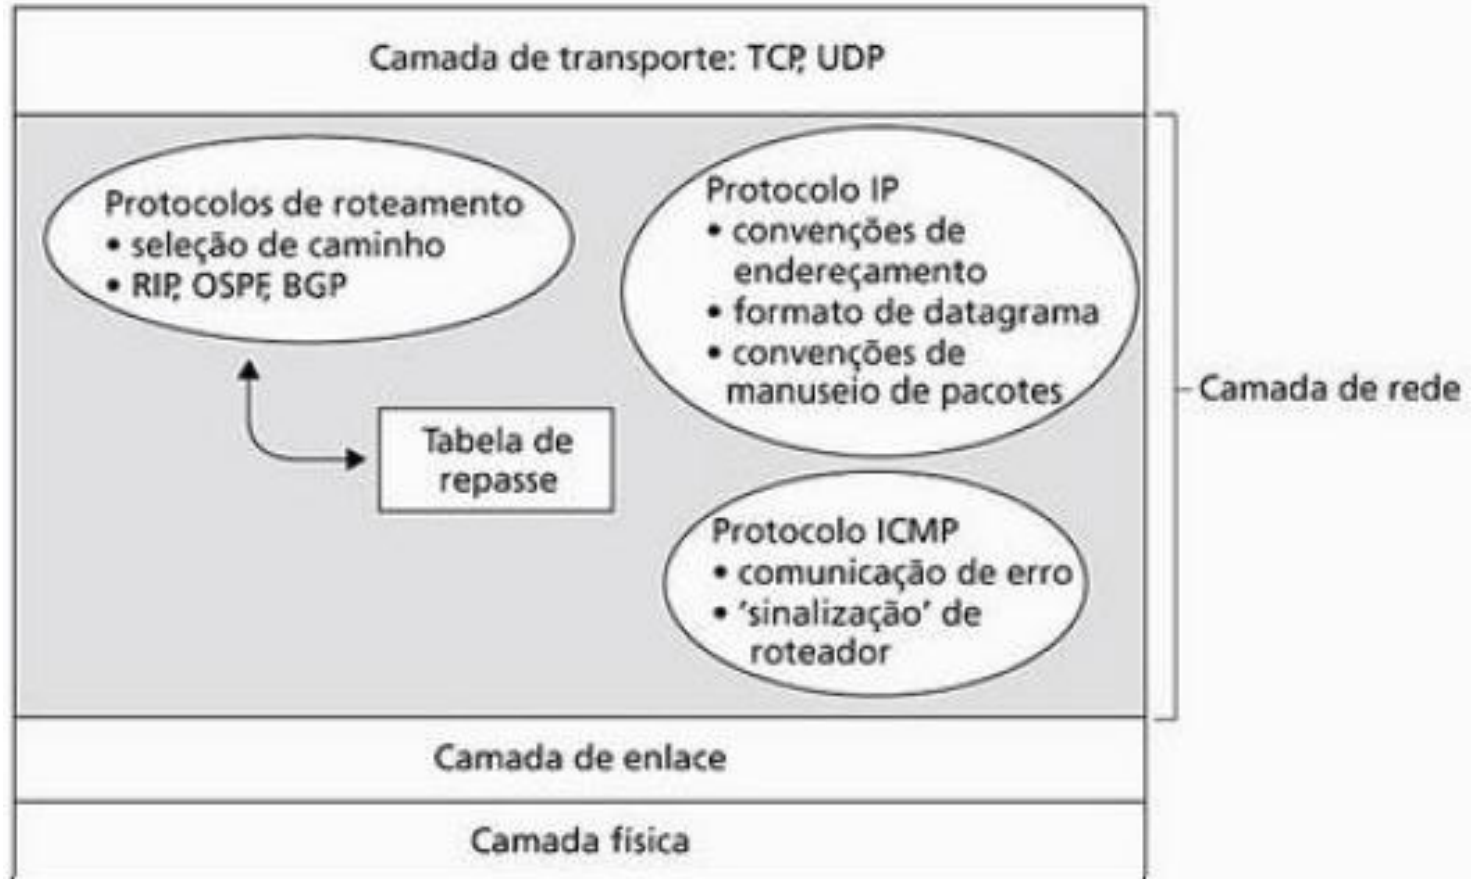 Camada de transporte: TCP, UDP
Protocolos de roteamento
• seleção de caminho
• RIP, OSPF, BGP
Tabela de
repasse
Protocolo IP
• convenções de
endereçamento
• formato de datagrama
• convenções de
manuseio de pacotes
Protocolo ICMP
• comunicação de erro
• ‘sinalização’ de
roteador
Camada de rede
Camada de enlace
Camada física